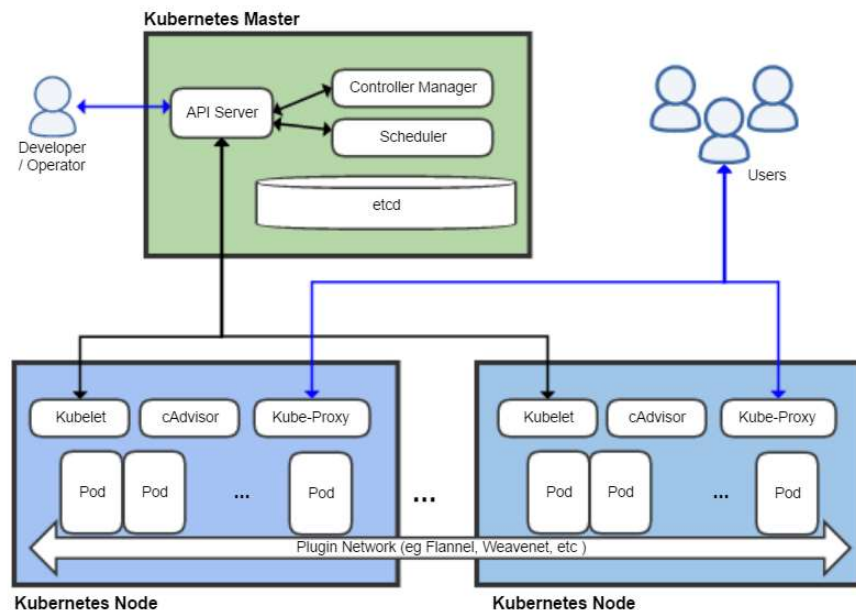 Kubernetes Master
API Server
Controller Manager
Scheduler
etcd
Developer
/ Operator
Users
Kubelet
cAdvisor
Kube-Proxy
Pod
Pod
...
Pod
Kubernetes Node
...
Kubelet
cAdvisor
Kube-Proxy
Pod
Pod
...
Pod
Plugin Network (eg Flannel, Weavenet, etc )
Kubernetes Node